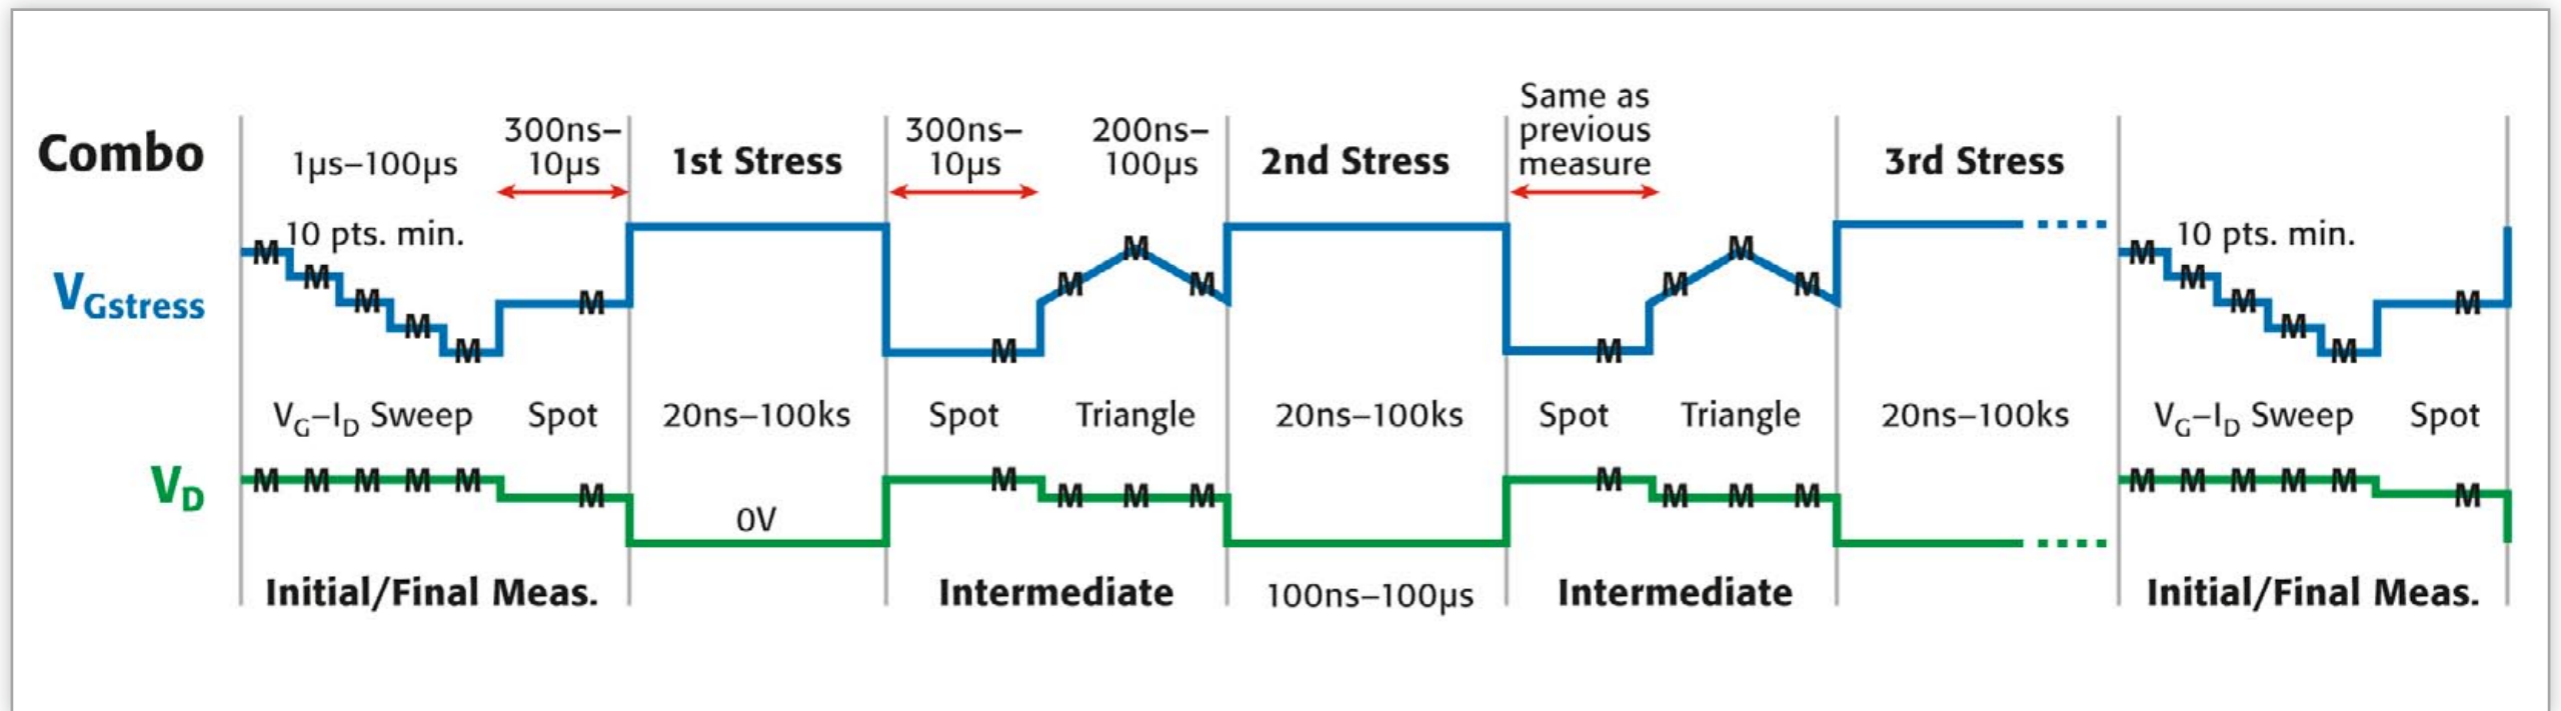 Combo
1µs–100µs
300ns–
10µs
1st Stress
300ns–
10µs
200ns–
100µs
2nd Stress
Same as
previous
measure
3rd Stress
10 pts. min.
10 pts. min.
VGstress
M M M M M M
M M M M
M M M M
M M M M M M
VG–ID Sweep
Spot
20ns–100ks
Spot
Triangle
20ns–100ks
Spot
Triangle
20ns–100ks
VG–ID Sweep
Spot
VD
M M M M M M
0V
M M M M
M M M M
M M M M M M
Initial/Final Meas.
Intermediate
100ns–100µs
Intermediate
Initial/Final Meas.